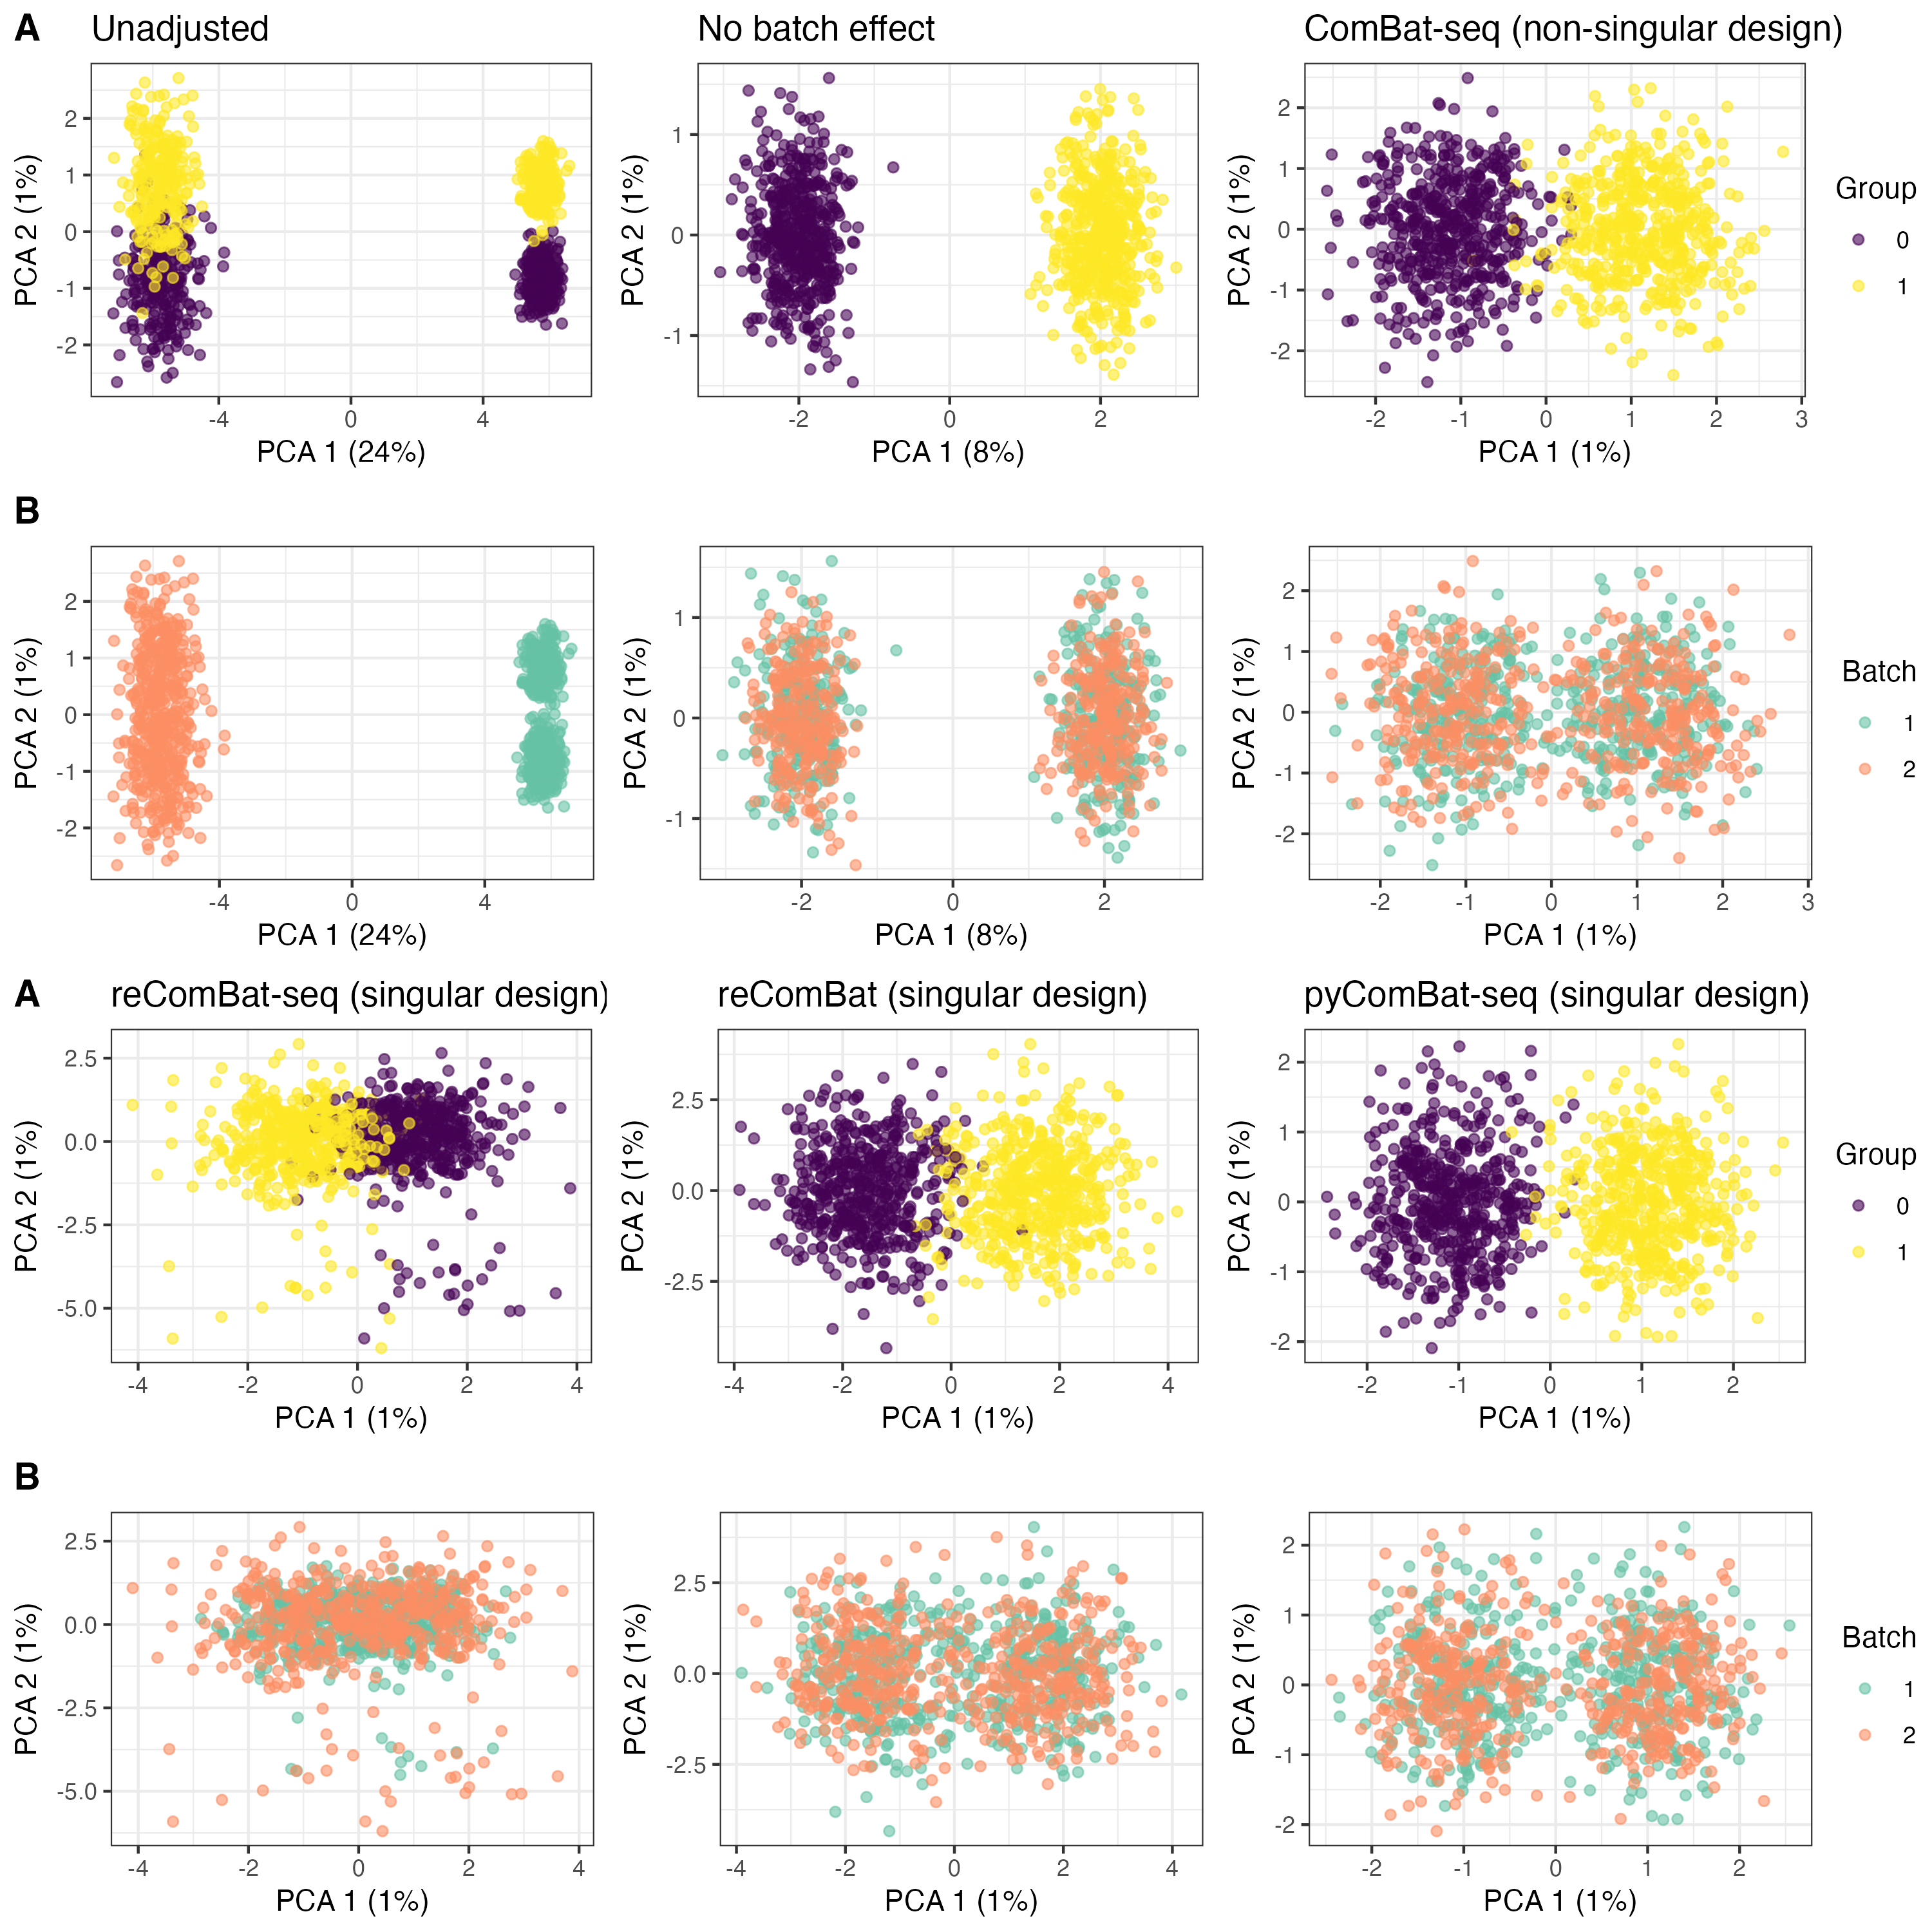 A Unadjusted No batch effect ComBat-seq (non-singular design)
PCA 2 (1%) PCA 2 (1%) PCA 2 (1%)
2 1 0 -1 -2
1 0 -1
2 1 0 -1 -2
Group
0
1
-4 0 4 -2 0 2 -2 -1 0 1 2 3
PCA 1 (24%) PCA 1 (8%) PCA 1 (1%)
B
PCA 2 (1%) PCA 2 (1%) PCA 2 (1%)
2 1 0 -1 -2
1 0 -1
2 1 0 -1 -2
Batch
1
2
-4 0 4 -2 0 2 -2 -1 0 1 2 3
PCA 1 (24%) PCA 1 (8%) PCA 1 (1%)
A reComBat-seq (singular design) reComBat (singular design) pyComBat-seq (singular design)
PCA 2 (1%) PCA 2 (1%) PCA 2 (1%)
2.5 0.0 -2.5 -5.0
2.5 0.0 -2.5
2 1 0 -1 -2
Group
0
1
-4 -2 0 2 4 -4 -2 0 2 4 -2 -1 0 1 2
PCA 1 (1%) PCA 1 (1%) PCA 1 (1%)
B
PCA 2 (1%) PCA 2 (1%) PCA 2 (1%)
2.5 0.0 -2.5 -5.0
2.5 0.0 -2.5
2 1 0 -1 -2
Batch
1
2
-4 -2 0 2 4 -4 -2 0 2 4 -2 -1 0 1 2
PCA 1 (1%) PCA 1 (1%) PCA 1 (1%)